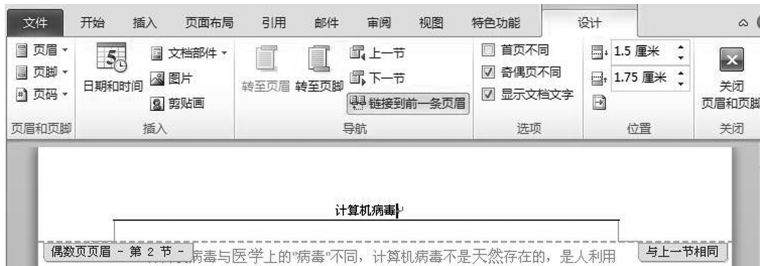 文件 开始 插入 页面布局 引用 邮件 审阅 视图 特色功能 设计
页眉 文档部件 上一节 首页不同 1.5 厘米
页脚 日期和时间 图片 转至页眉 转至页脚 下一节 奇偶页不同 1.75 厘米 关闭
页码 剪贴画 链接到前一条页眉 显示文档文字 页眉和页脚
页眉和页脚 插入 导航 选项 位置 关闭
计算机病毒
偶数页页眉 - 第 2 节 - 与上一节相同
病毒与医学上的"病毒"不同，计算机病毒不是天然存在的，是人利用